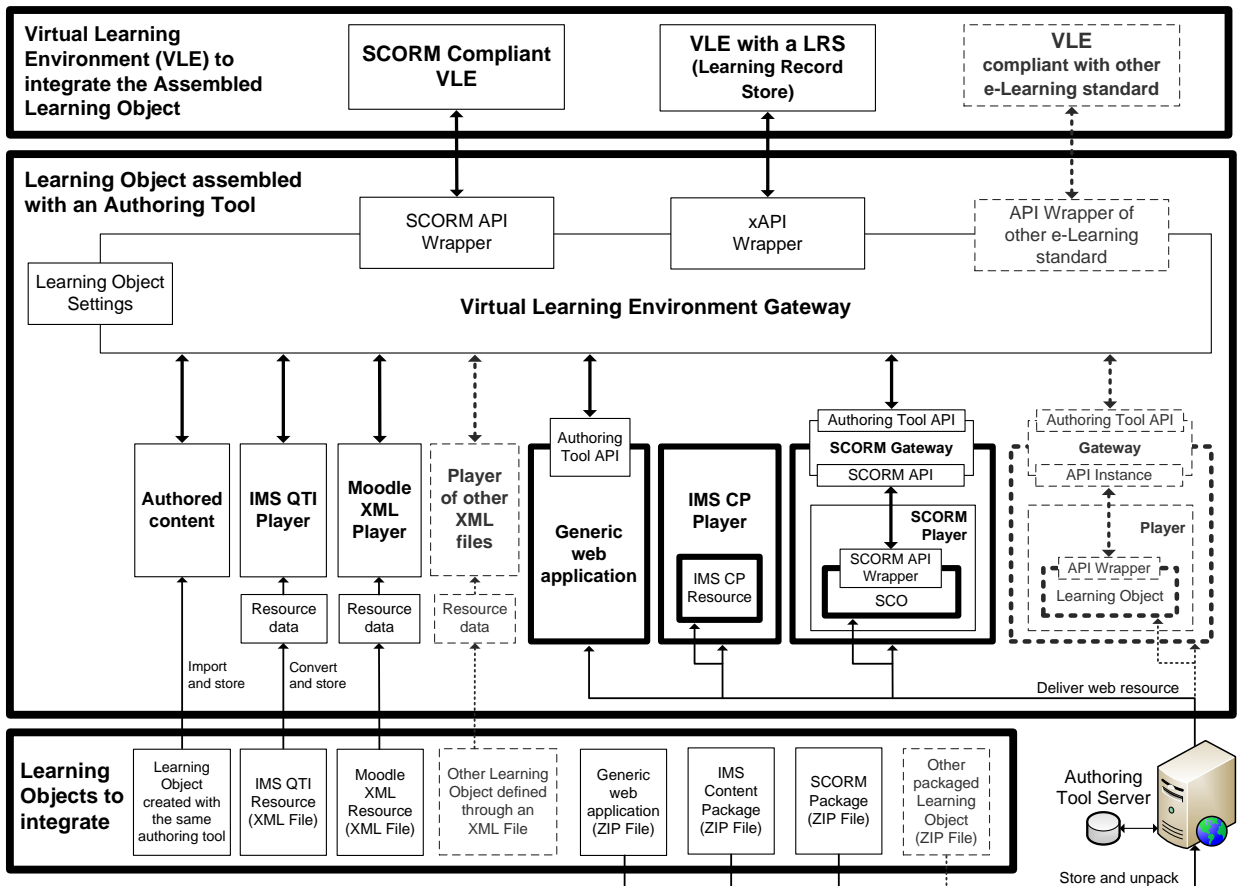 Virtual Learning
Environment (VLE) to
integrate the Assembled
Learning Object
SCORM Compliant
VLE
VLE with a LRS
(Learning Record
Store)
VLE
compliant with other
e-Learning standard
Learning Object assembled
with an Authoring Tool
SCORM API
Wrapper
xAPI
Wrapper
API Wrapper of
other e-Learning
standard
Learning Object
Settings
Virtual Learning Environment Gateway
Authored
content
IMS QTI
Player
Moodle
XML
Player
Player
of other
XML
files
Authoring
Tool API
Generic
web
application
IMS CP
Player
IMS CP
Resource
Authoring Tool API
SCORM Gateway
SCORM API
SCORM
Player
SCORM API
Wrapper
SCO
Authoring Tool API
Gateway
API Instance
Player
API Wrapper
Learning Object
Resource
data
Resource
data
Resource
data
Import
and store
Convert
and store
Deliver web resource
Learning
Objects to
integrate
Learning
Object
created with
the same
authoring tool
IMS QTI
Resource
(XML File)
Moodle
XML
Resource
(XML File)
Other Learning
Object defined
through an
XML File
Generic
web
application
(ZIP File)
IMS
Content
Package
(ZIP File)
SCORM
Package
(ZIP File)
Other
packaged
Learning
Object
(ZIP File)
Authoring
Tool Server
Store and unpack